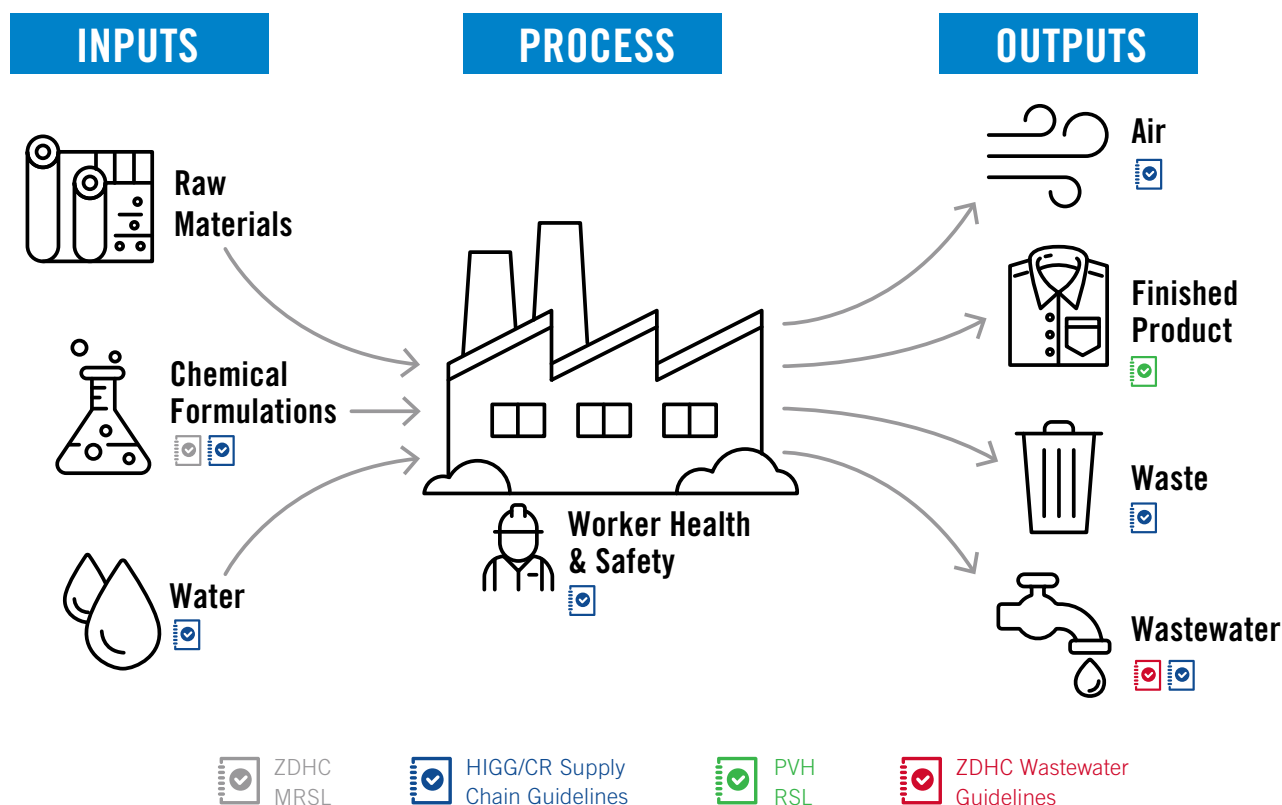 INPUTS
PROCESS
OUTPUTS
Raw
Materials
Chemical
Formulations
Water
Worker Health
& Safety
Air
Finished
Product
Waste
Wastewater
ZDHC
MRSL
HIGG/CR Supply
Chain Guidelines
PVH
RSL
ZDHC Wastewater
Guidelines